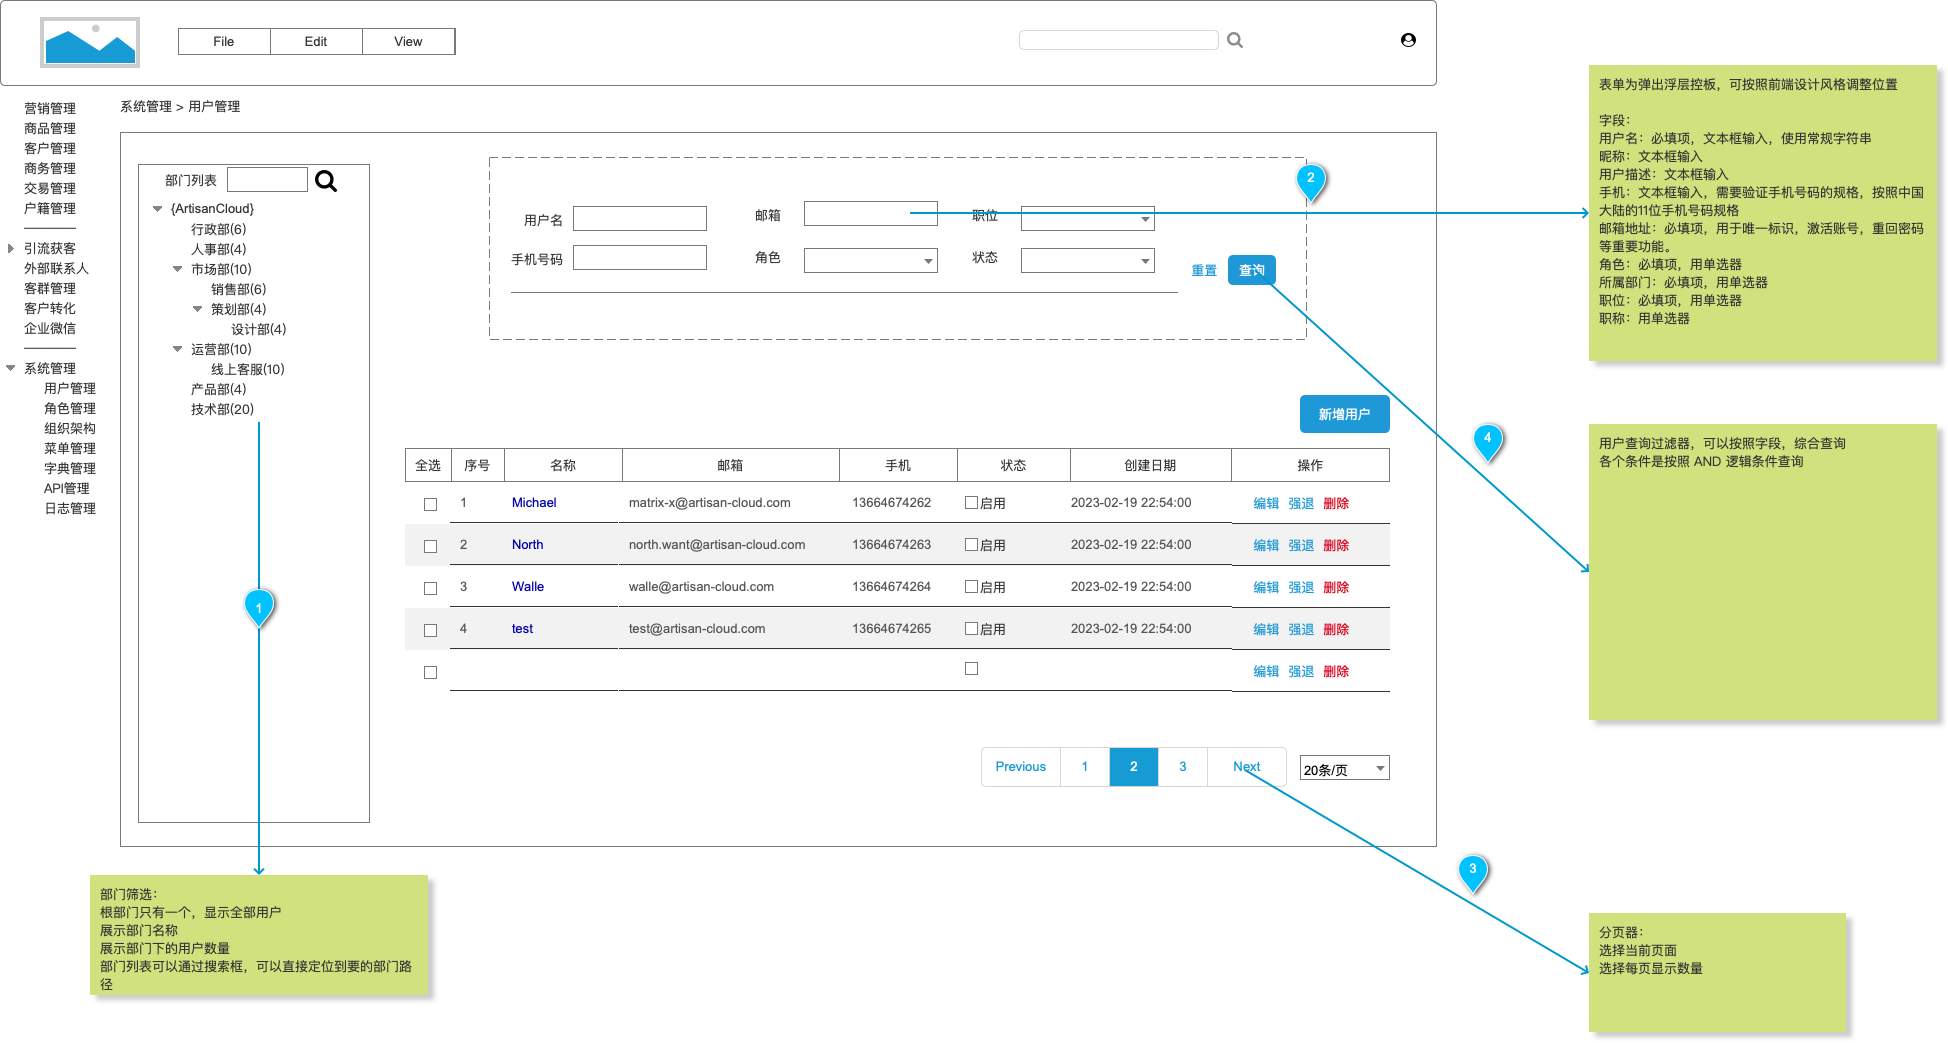 File
Edit
View
系统管理 > 用户管理
营销管理
商品管理
客户管理
商务管理
交易管理
户籍管理
引流获客
外部联系人
客群管理
客户转化
企业微信
系统管理
用户管理
角色管理
组织架构
菜单管理
字典管理
API管理
日志管理
部门列表
{ArtisanCloud}
行政部(6)
人事部(4)
市场部(10)
销售部(6)
策划部(4)
设计部(4)
运营部(10)
线上客服(10)
产品部(4)
技术部(20)
用户名
邮箱
职位
手机号码
角色
状态
重置
查询
新增用户
全选 序号 名称 邮箱 手机 状态 创建日期 操作
1 Michael matrix-x@artisan-cloud.com 13664674262 启用 2023-02-19 22:54:00 编辑 强退 删除
2 North north.want@artisan-cloud.com 13664674263 启用 2023-02-19 22:54:00 编辑 强退 删除
3 Walle walle@artisan-cloud.com 13664674264 启用 2023-02-19 22:54:00 编辑 强退 删除
4 test test@artisan-cloud.com 13664674265 启用 2023-02-19 22:54:00 编辑 强退 删除
编辑 强退 删除
Previous 1 2 3 Next 20条/页
1
2
3
4
表单为弹出浮层控板，可按照前端设计风格调整位置
字段：
用户名：必填项，文本框输入，使用常规字符串
昵称：文本框输入
用户描述：文本框输入
手机：文本框输入，需要验证手机号码的规格，按照中国
大陆的11位手机号码规格
邮箱地址：必填项，用于唯一标识，激活账号，重回密码
等重要功能。
角色：必填项，用单选器
所属部门：必填项，用单选器
职位：必填项，用单选器
职称：用单选器
用户查询过滤器，可以按照字段，综合查询
各个条件是按照 AND 逻辑条件查询
分页器：
选择当前页面
选择每页显示数量
部门筛选：
根部门只有一个，显示全部用户
展示部门名称
展示部门下的用户数量
部门列表可以通过搜索框，可以直接定位到要的部门路
径